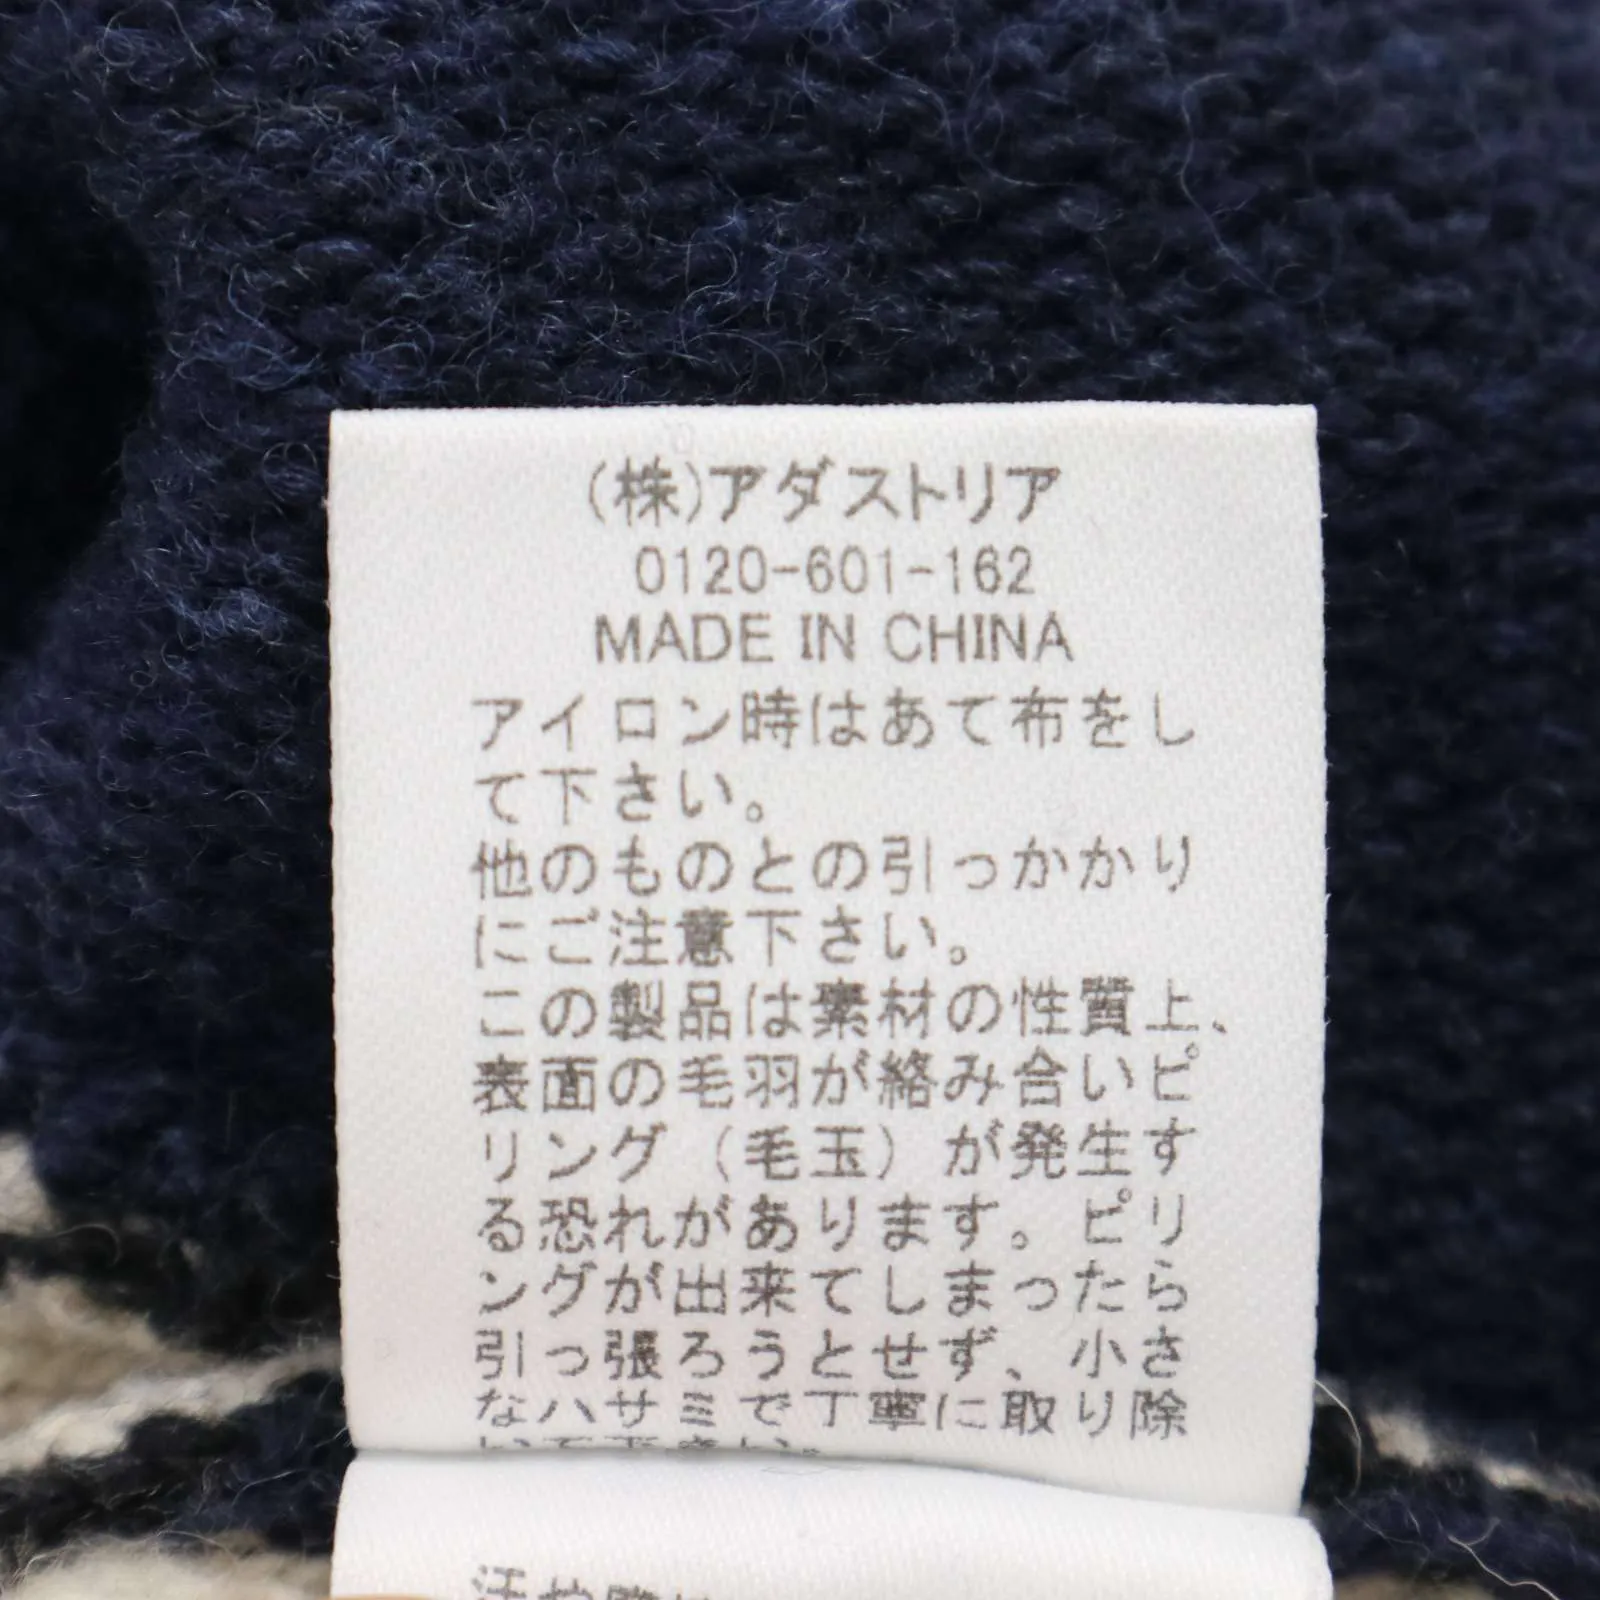 (株)アダストリア
0120-601-162
MADE IN CHINA
アイロン時はあて布をし
て下さい。
他のものとの引っかかり
にご注意下さい。
この製品は素材の性質上、
表面の毛羽が絡み合いピ
リング（毛玉）が発生す
る恐れがあります。ピリ
ングが出来てしまったら
引っ張ろうとせず、小さ
なハサミで丁寧に取り除
いて下さい。